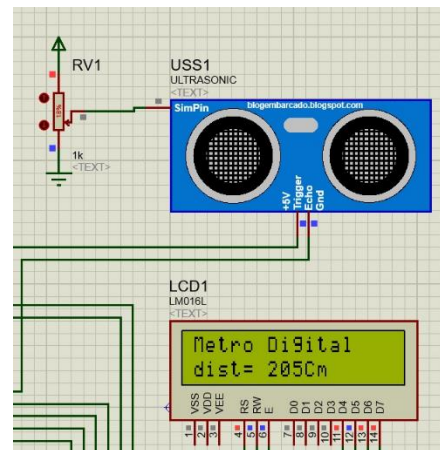 RV1
18%
1k
<TEXT>
USS1
ULTRASONIC
<TEXT>
SimPin
blogembarcado.blogspot.com
+5V
Trigger
Echo
Gnd
LCD1
LM016L
<TEXT>
Metro Digital
dist= 205Cm
VSS
VDD
VEE
RS
RW
E
D0
D1
D2
D3
D4
D5
D6
D7
1
2
3
4
5
6
7
8
9
10
11
12
13
14